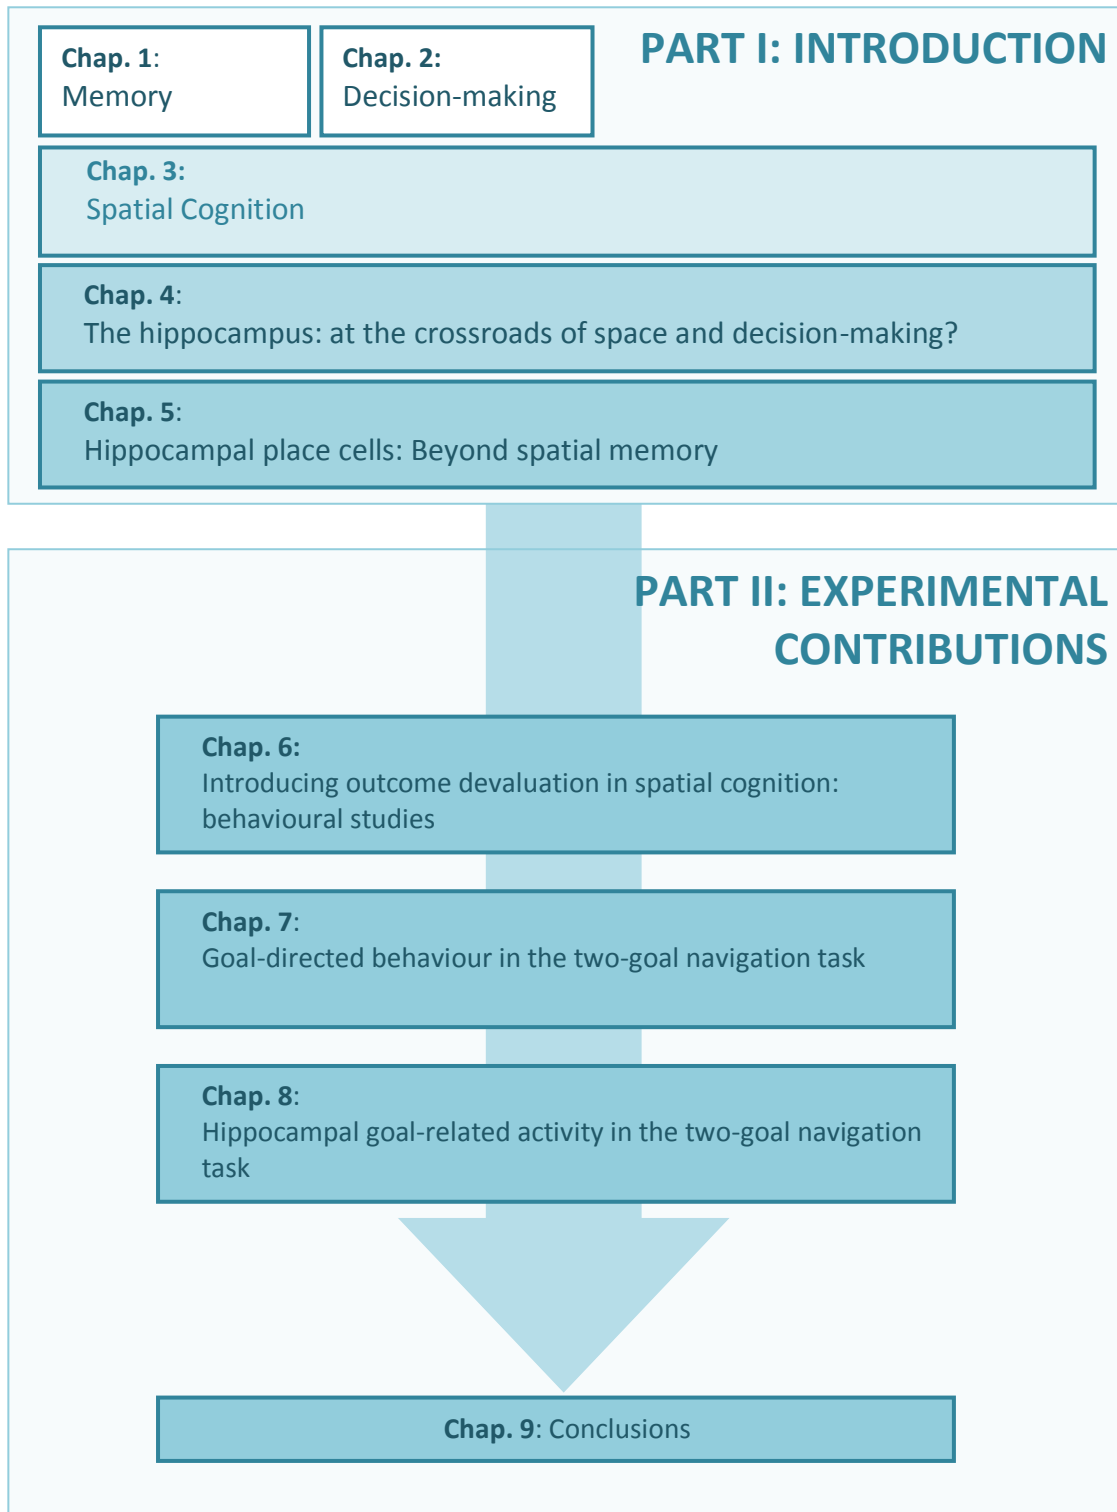 PART I: INTRODUCTION
Chap. 1:
Memory
Chap. 2:
Decision-making
Chap. 3:
Spatial Cognition
Chap. 4:
The hippocampus: at the crossroads of space and decision-making?
Chap. 5:
Hippocampal place cells: Beyond spatial memory
PART II: EXPERIMENTAL
CONTRIBUTIONS
Chap. 6:
Introducing outcome devaluation in spatial cognition:
behavioural studies
Chap. 7:
Goal-directed behaviour in the two-goal navigation task
Chap. 8:
Hippocampal goal-related activity in the two-goal navigation
task
Chap. 9: Conclusions